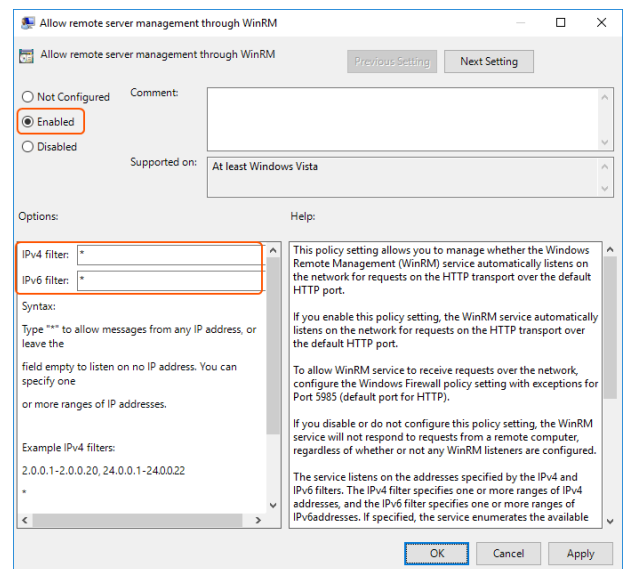 Allow remote server management through WinRM
Allow remote server management through WinRM
Previous Setting
Next Setting
Not Configured
Comment:
Enabled
Disabled
Supported on:
At least Windows Vista
Options:
Help:
IPv4 filter: *
IPv6 filter: *
Syntax:
Type "*" to allow messages from any IP address, or
leave the
field empty to listen on no IP address. You can
specify one
or more ranges of IP addresses.
Example IPv4 filters:
2.0.0.1-2.0.0.20, 24.0.0.1-24.0.0.22
*
This policy setting allows you to manage whether the Windows
Remote Management (WinRM) service automatically listens on
the network for requests on the HTTP transport over the default
HTTP port.
If you enable this policy setting, the WinRM service automatically
listens on the network for requests on the HTTP transport over
the default HTTP port.
To allow WinRM service to receive requests over the network,
configure the Windows Firewall policy setting with exceptions for
Port 5985 (default port for HTTP).
If you disable or do not configure this policy setting, the WinRM
service will not respond to requests from a remote computer,
regardless of whether or not any WinRM listeners are configured.
The service listens on the addresses specified by the IPv4 and
IPv6 filters. The IPv4 filter specifies one or more ranges of IPv4
addresses, and the IPv6 filter specifies one or more ranges of
IPv6addresses. If specified, the service enumerates the available
OK
Cancel
Apply